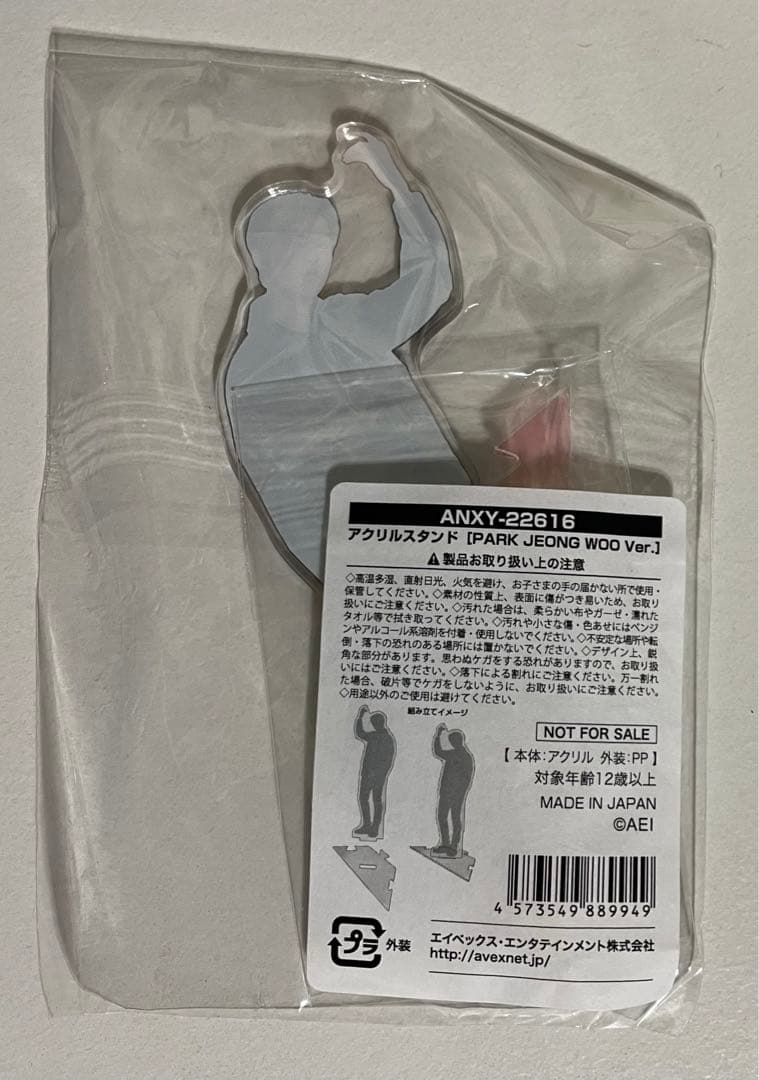 ANXY-22616
アクリルスタンド [PARK JEONG WOO Ver.]
⚠製品お取り扱い上の注意
◇高温多湿、直射日光、火気を避け、お子さまの手の届かない所で使用・
保管してください。◇素材の性質上、表面に傷がつき易いため、お取り
扱いにご注意ください。◇汚れた場合は、柔らかい布やガーゼ・濡れた
タオル等で拭き取ってください。◇汚れや小さな傷・色あせにはベンジ
ンやアルコール系溶剤を付着・使用しないでください。◇不安定な場所や転
倒・落下の恐れのある場所には置かないでください。◇デザイン上、鋭
角な部分があります。思わぬケガをする恐れがありますので、お取り扱
いにはご注意ください。◇落下による割れにご注意ください。万一割れ
た場合、破片等でケガをしないように、お取り扱いにご注意ください。
◇用途以外のご使用は避けてください。
組み立てイメージ
NOT FOR SALE
【 本体:アクリル 外装:PP 】
対象年齢12歳以上
MADE IN JAPAN
©AEI
4 573549 889949
プラ 外装
エイベックス・エンタテインメント株式会社
http://avexnet.jp/